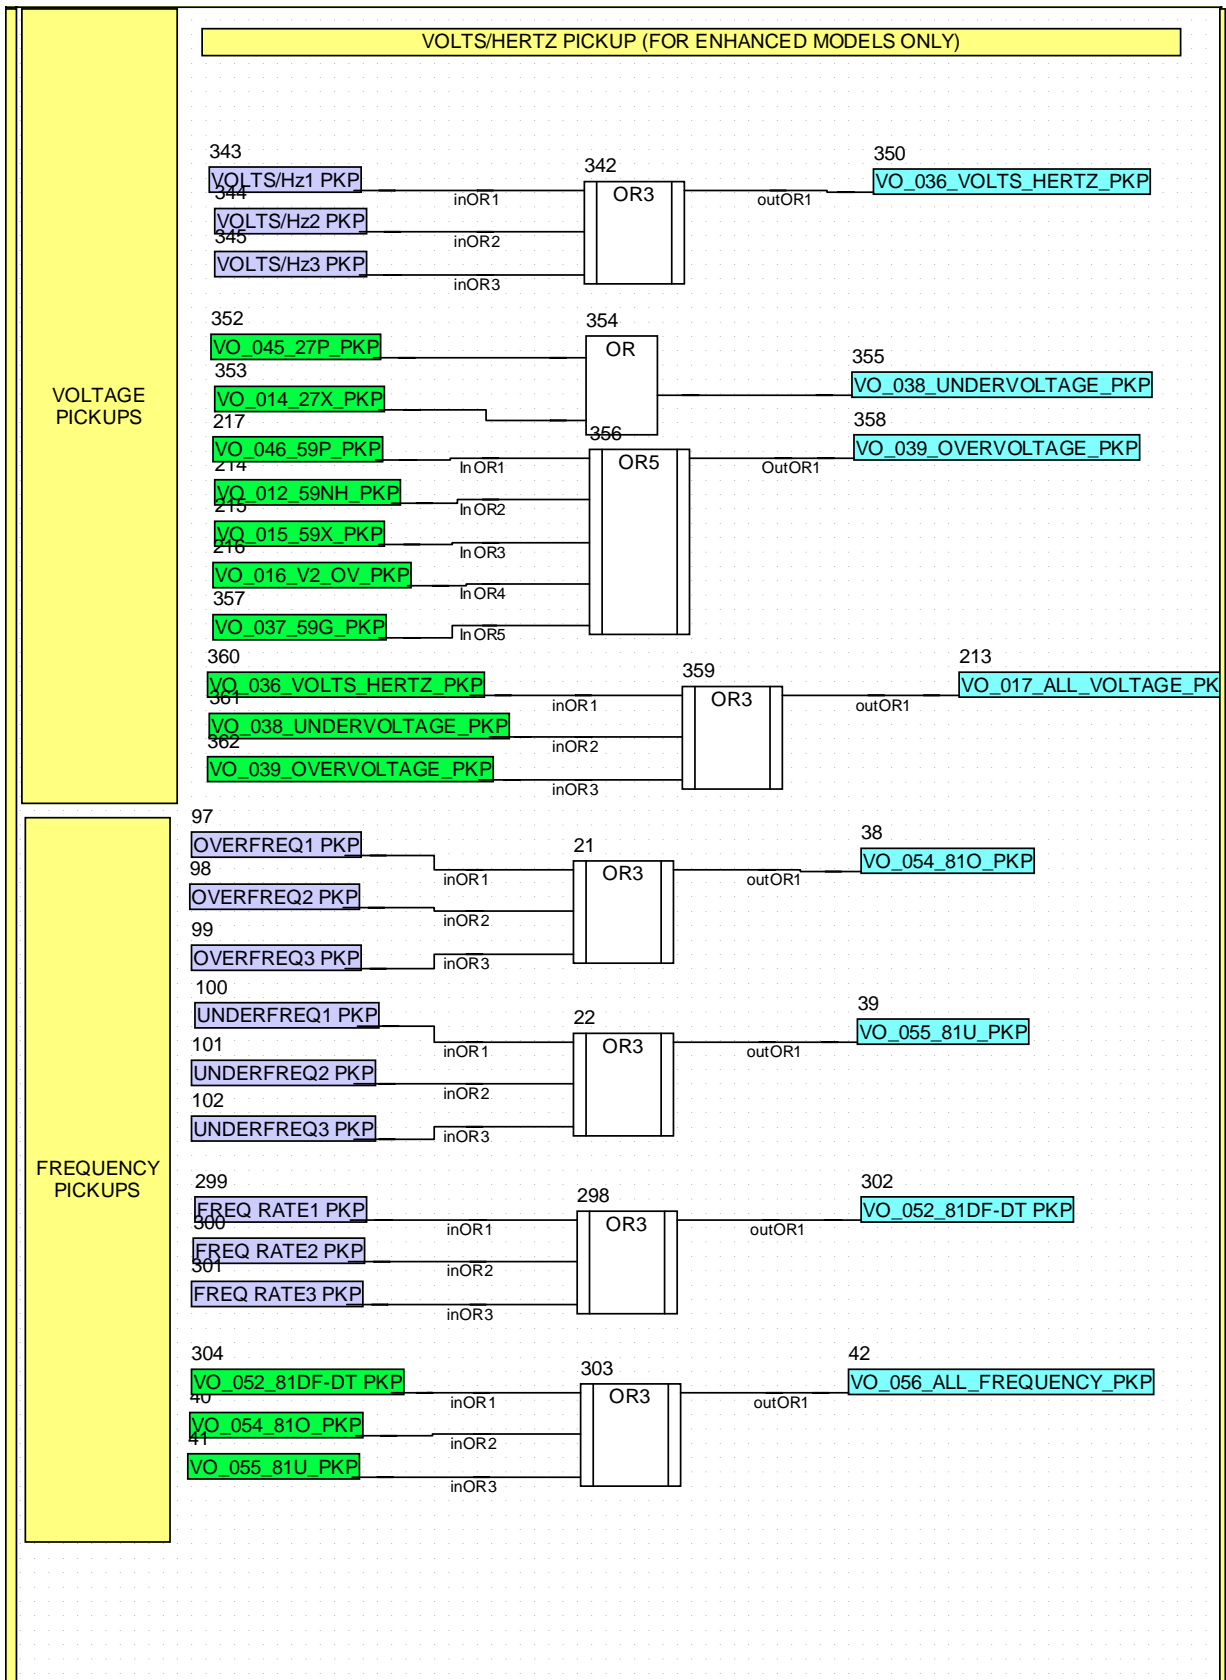 VOLTS/HERTZ PICKUP (FOR ENHANCED MODELS ONLY)
VOLTAGE
PICKUPS
343
VOLTS/Hz1 PKP
344
VOLTS/Hz2 PKP
345
VOLTS/Hz3 PKP
inOR1
inOR2
inOR3
342
OR3
outOR1
350
VO_036_VOLTS_HERTZ_PKP
352
VO_045_27P_PKP
353
VO_014_27X_PKP
354
OR
355
VO_038_UNDERVOLTAGE_PKP
217
VO_046_59P_PKP
214
VO_012_59NH_PKP
215
VO_015_59X_PKP
216
VO_016_V2_OV_PKP
357
VO_037_59G_PKP
InOR1
InOR2
InOR3
InOR4
InOR5
356
OR5
OutOR1
358
VO_039_OVERVOLTAGE_PKP
360
VO_036_VOLTS_HERTZ_PKP
361
VO_038_UNDERVOLTAGE_PKP
362
VO_039_OVERVOLTAGE_PKP
inOR1
inOR2
inOR3
359
OR3
outOR1
213
VO_017_ALL_VOLTAGE_PK
FREQUENCY
PICKUPS
97
OVERFREQ1 PKP
98
OVERFREQ2 PKP
99
OVERFREQ3 PKP
inOR1
inOR2
inOR3
21
OR3
outOR1
38
VO_054_81O_PKP
100
UNDERFREQ1 PKP
101
UNDERFREQ2 PKP
102
UNDERFREQ3 PKP
inOR1
inOR2
inOR3
22
OR3
outOR1
39
VO_055_81U_PKP
299
FREQ RATE1 PKP
300
FREQ RATE2 PKP
301
FREQ RATE3 PKP
inOR1
inOR2
inOR3
298
OR3
outOR1
302
VO_052_81DF-DT PKP
304
VO_052_81DF-DT PKP
40
VO_054_81O_PKP
41
VO_055_81U_PKP
inOR1
inOR2
inOR3
303
OR3
outOR1
42
VO_056_ALL_FREQUENCY_PKP